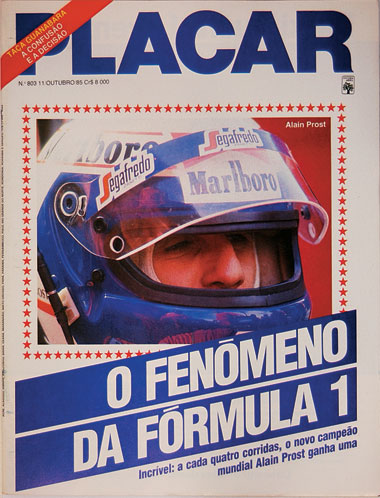 TAÇA GUANABARA
A CONFUSÃO
E A DECISÃO
PLACAR
N.º 803 11/OUTUBRO 85 Cr$ 8 000
Alain Prost
Marlboro
Segafredo
Segafredo
Marlboro
O FENÔMENO
DA FÓRMULA 1
Incrível: a cada quatro corridas, o novo campeão
mundial Alain Prost ganha uma